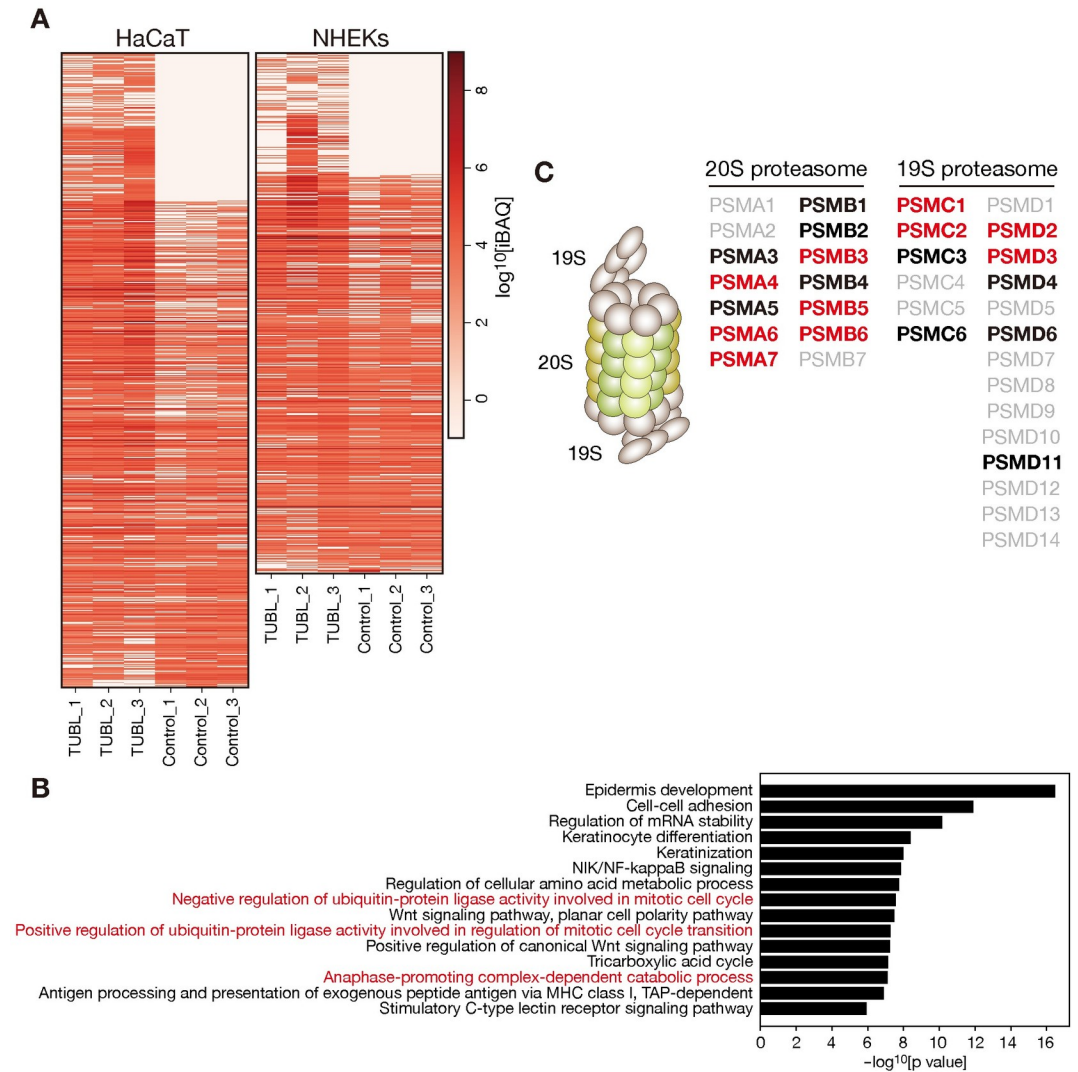 A
HaCaT
NHEKs
8
6
4
2
0
log10[iBAQ]
TUBL_1
TUBL_2
TUBL_3
Control_1
Control_2
Control_3
TUBL_1
TUBL_2
TUBL_3
Control_1
Control_2
Control_3
C
19S
20S
19S
20S proteasome 19S proteasome
PSMA1 PSMB1 PSMC1 PSMD1
PSMA2 PSMB2 PSMC2 PSMD2
PSMA3 PSMB3 PSMC3 PSMD3
PSMA4 PSMB4 PSMC4 PSMD4
PSMA5 PSMB5 PSMC5 PSMD5
PSMA6 PSMB6 PSMC6 PSMD6
PSMA7 PSMB7 PSMD7
PSMD8
PSMD9
PSMD10
PSMD11
PSMD12
PSMD13
PSMD14
B
Epidermis development
Cell-cell adhesion
Regulation of mRNA stability
Keratinocyte differentiation
Keratinization
NIK/NF-kappaB signaling
Regulation of cellular amino acid metabolic process
Negative regulation of ubiquitin-protein ligase activity involved in mitotic cell cycle
Wnt signaling pathway, planar cell polarity pathway
Positive regulation of ubiquitin-protein ligase activity involved in regulation of mitotic cell cycle transition
Positive regulation of canonical Wnt signaling pathway
Tricarboxylic acid cycle
Anaphase-promoting complex-dependent catabolic process
Antigen processing and presentation of exogenous peptide antigen via MHC class I, TAP-dependent
Stimulatory C-type lectin receptor signaling pathway
0 2 4 6 8 10 12 14 16
−log10[p value]